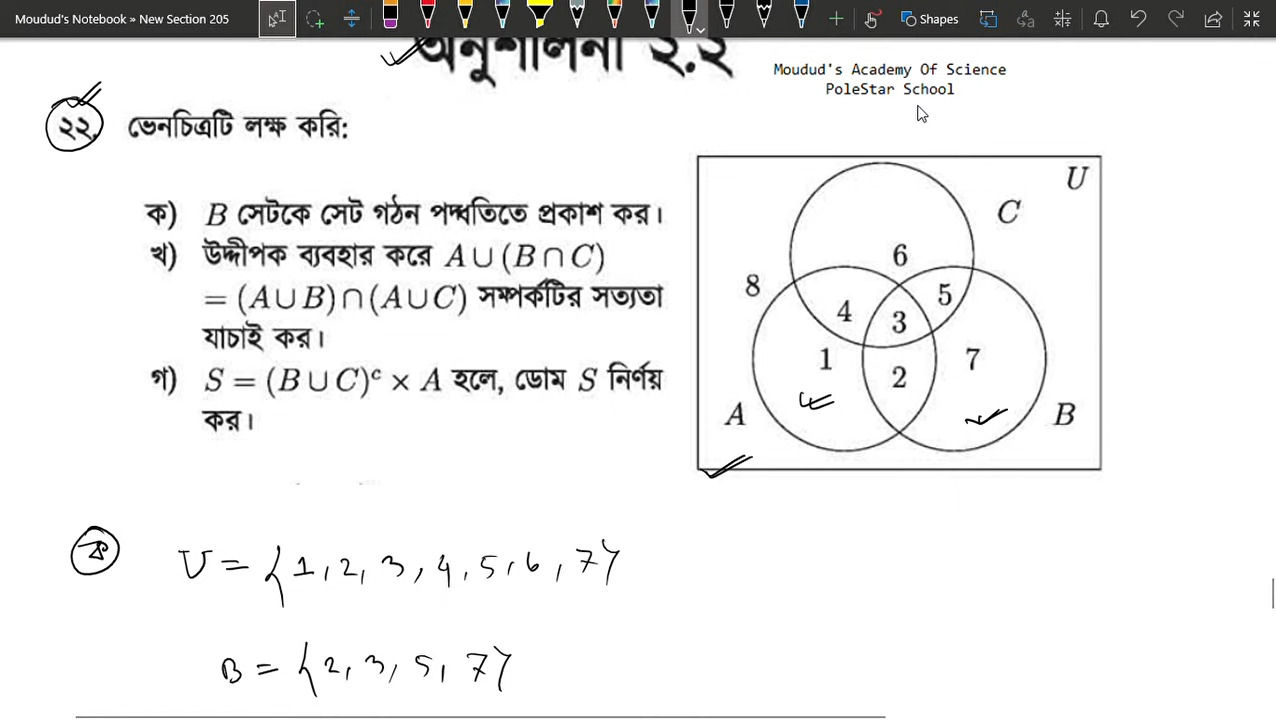 Moudud's Notebook » New Section 205
Shapes
অনুশীলনী ২.২
Moudud's Academy Of Science
PoleStar School
২২. ভেনচিত্রটি লক্ষ করি:
ক) B সেটকে সেট গঠন পদ্ধতিতে প্রকাশ কর।
খ) উদ্দীপক ব্যবহার করে A∪(B∩C)
= (A∪B)∩(A∪C) সম্পর্কটির সত্যতা
যাচাই কর।
গ) S = (B∪C)ᶜ × A হলে, ডোম S নির্ণয়
কর।
U
C
6
8
5
4
3
1
2
7
A
B
ক
U = {1, 2, 3, 4, 5, 6, 7}
B = {2, 3, 5, 7}